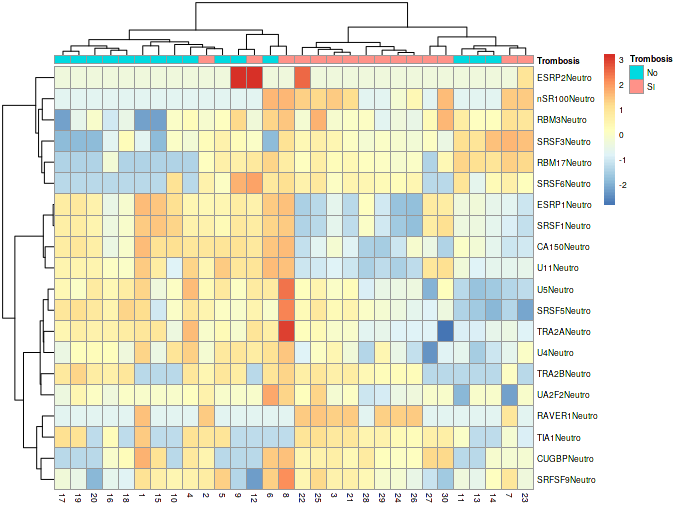 Trombosis
ESRP2Neutro
nSR100Neutro
RBM3Neutro
SRSF3Neutro
RBM17Neutro
SRSF6Neutro
ESRP1Neutro
SRSF1Neutro
CA150Neutro
U11Neutro
U5Neutro
SRSF5Neutro
TRA2ANeutro
U4Neutro
TRA2BNeutro
UA2F2Neutro
RAVER1Neutro
TIA1Neutro
CUGBPNeutro
SRFSF9Neutro
17 19 20 16 18 1 15 10 4 2 5 9 12 6 8 22 25 3 21 28 29 24 26 27 30 11 13 14 7 23
3
2
1
0
-1
-2
Trombosis
No
SI